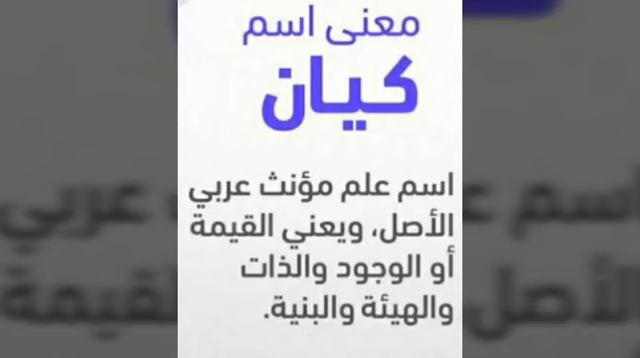 معنى اسم
كيان
اسم علم مؤنث عربي
الأصل، ويعني القيمة
أو الوجود والذات
والهيئة والبنية.